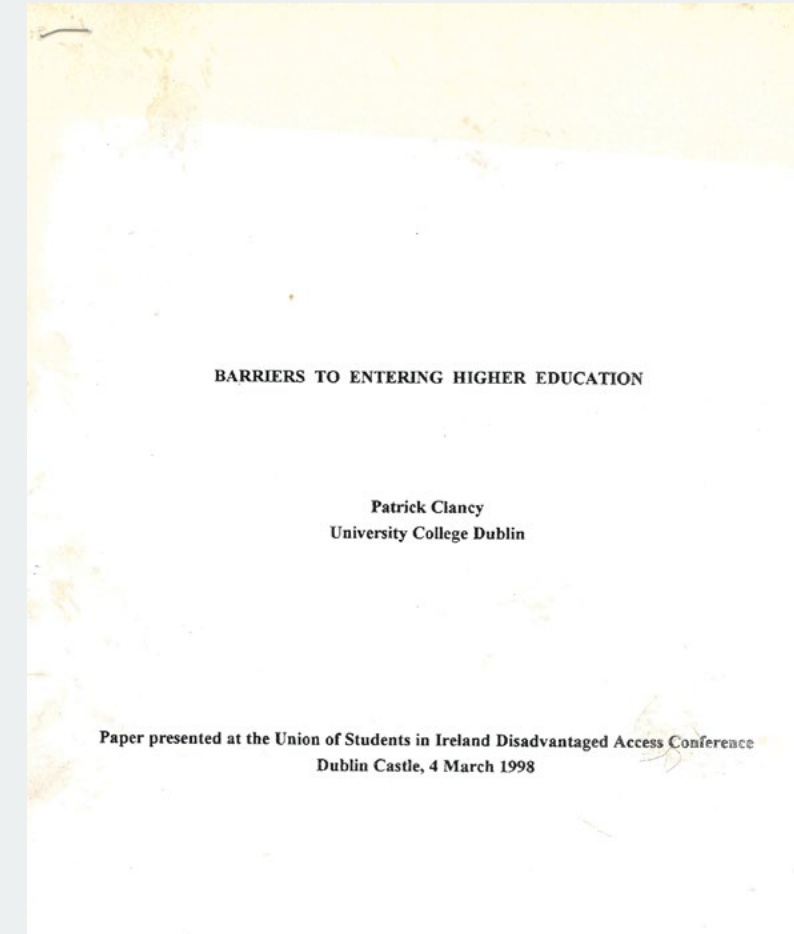 BARRIERS TO ENTERING HIGHER EDUCATION
Patrick Clancy
University College Dublin
Paper presented at the Union of Students in Ireland Disadvantaged Access Conference
Dublin Castle, 4 March 1998